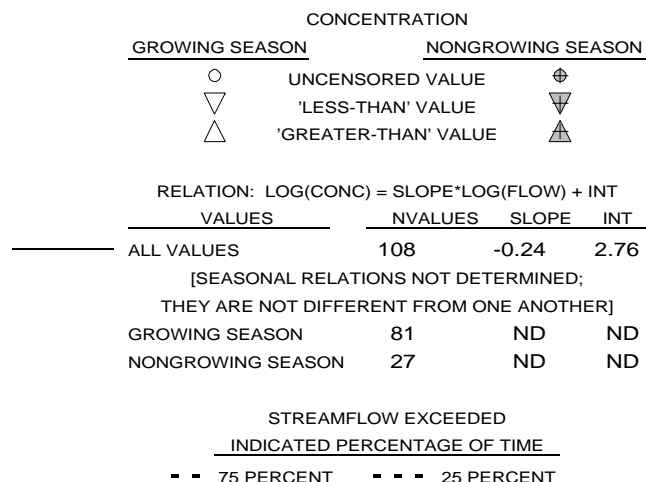 CONCENTRATION
GROWING SEASON NONGROWING SEASON
UNCENSORED VALUE
'LESS-THAN' VALUE
'GREATER-THAN' VALUE
RELATION: LOG(CONC) = SLOPE*LOG(FLOW) + INT
VALUES NVALUES SLOPE INT
ALL VALUES 108 -0.24 2.76
[SEASONAL RELATIONS NOT DETERMINED;
THEY ARE NOT DIFFERENT FROM ONE ANOTHER]
GROWING SEASON 81 ND ND
NONGROWING SEASON 27 ND ND
STREAMFLOW EXCEEDED
INDICATED PERCENTAGE OF TIME
75 PERCENT 25 PERCENT